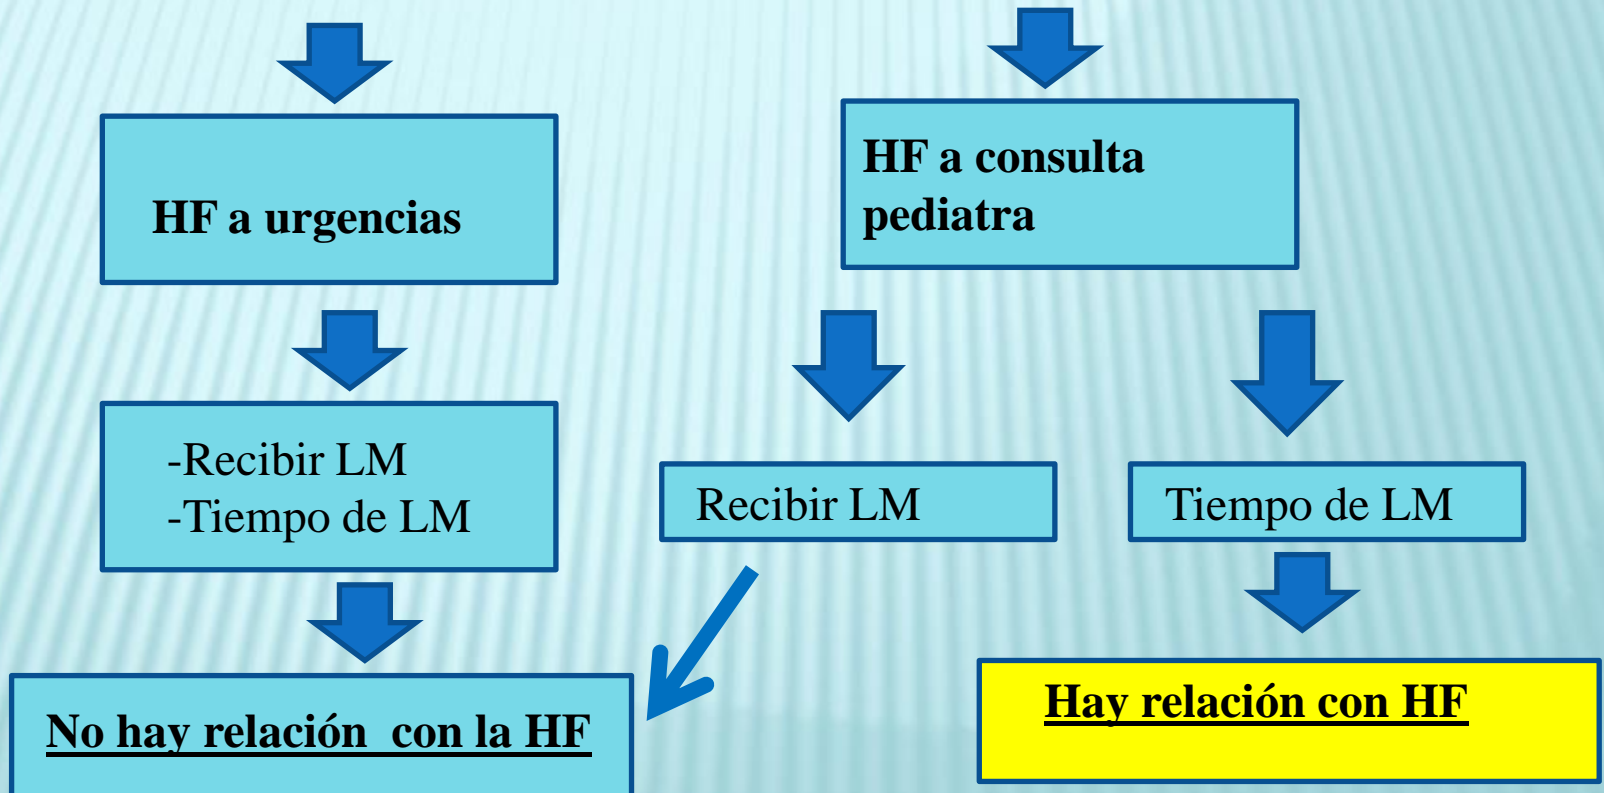 HF a urgencias
HF a consulta
pediatra
-Recibir LM
-Tiempo de LM
Recibir LM
Tiempo de LM
No hay relación con la HF
Hay relación con HF